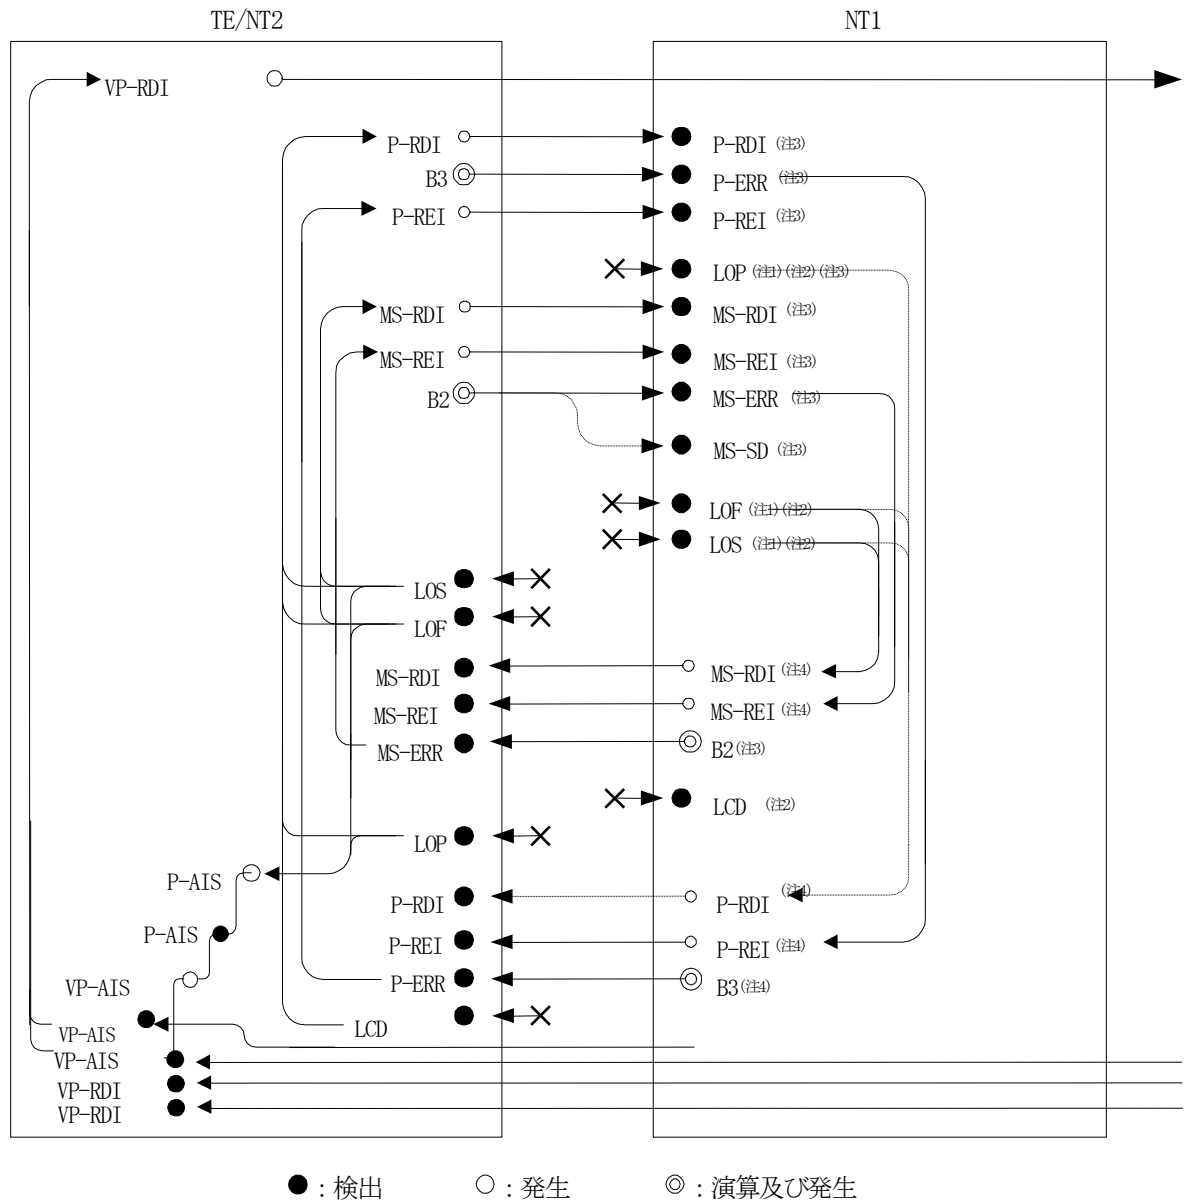 TE/NT2
NT1
VP-RDI
P-RDI
P-RDI (注3)
B3
P-ERR (注3)
P-REI
P-REI (注3)
LOP (注1) (注2) (注3)
MS-RDI
MS-RDI (注3)
MS-REI
MS-REI (注3)
B2
MS-ERR (注3)
MS-SD (注3)
LOF (注1) (注2)
LOS (注1) (注2)
LOS
LOF
MS-RDI
MS-RDI (注4)
MS-REI
MS-REI (注4)
MS-ERR
B2 (注3)
LCD (注2)
LOP
P-AIS
P-RDI
P-RDI (注4)
P-AIS
P-REI
P-REI (注4)
VP-AIS
P-ERR
B3 (注4)
VP-AIS
LCD
VP-AIS
VP-RDI
VP-RDI
●：検出 ○：発生 ◎：演算及び発生